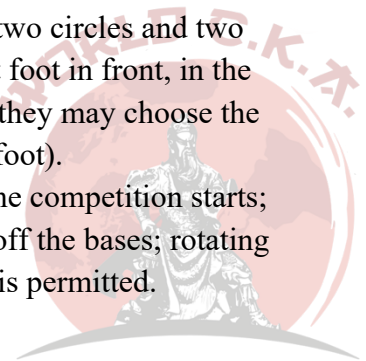 WORLD C.K.A.
two circles and two
foot in front, in the
they may choose the
foot).
he competition starts;
off the bases; rotating
is permitted.